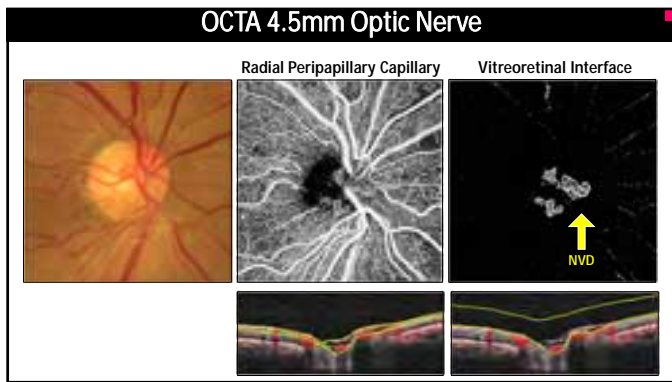 OCTA 4.5mm Optic Nerve
Radial Peripapillary Capillary
Vitreoretinal Interface
NVD